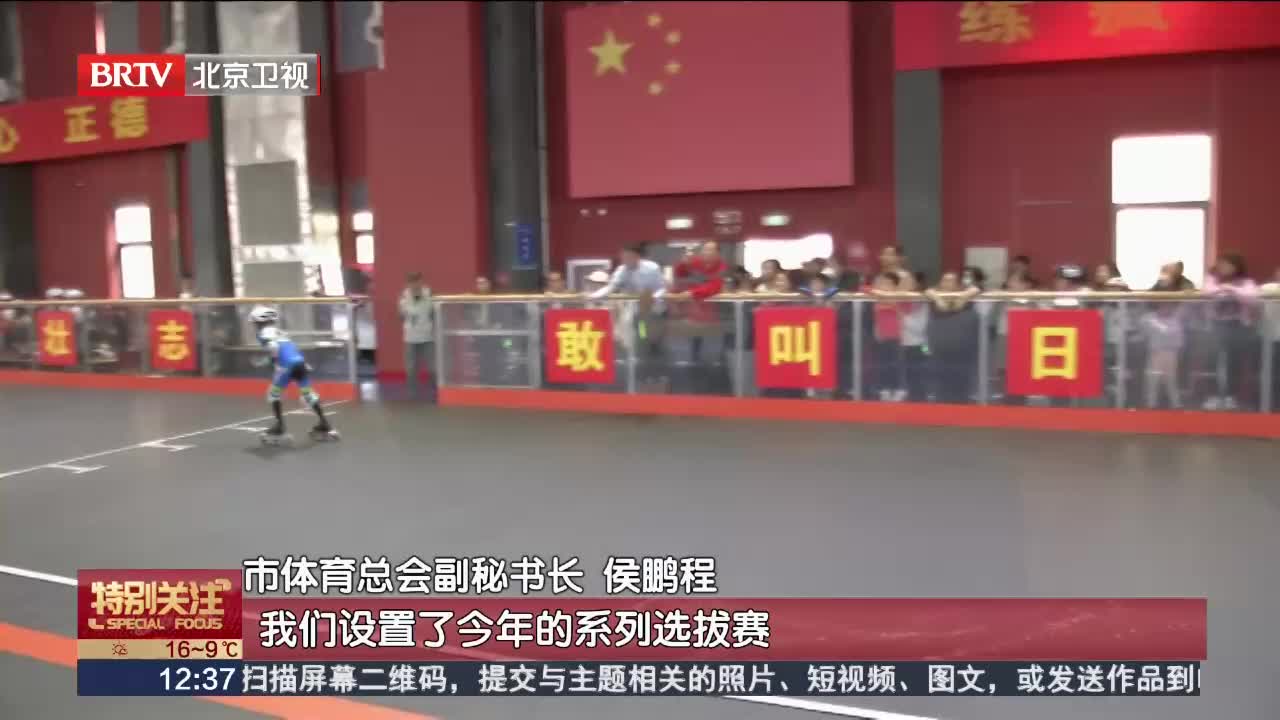 BRTV 北京卫视
练
心 正德
壮 志 敢 叫 日
市体育总会副秘书长 侯鹏程
特别关注
SPECIAL FOCUS
我们设置了今年的系列选拔赛
16~9℃
12:37 扫描屏幕二维码，提交与主题相关的照片、短视频、图文，或发送作品到